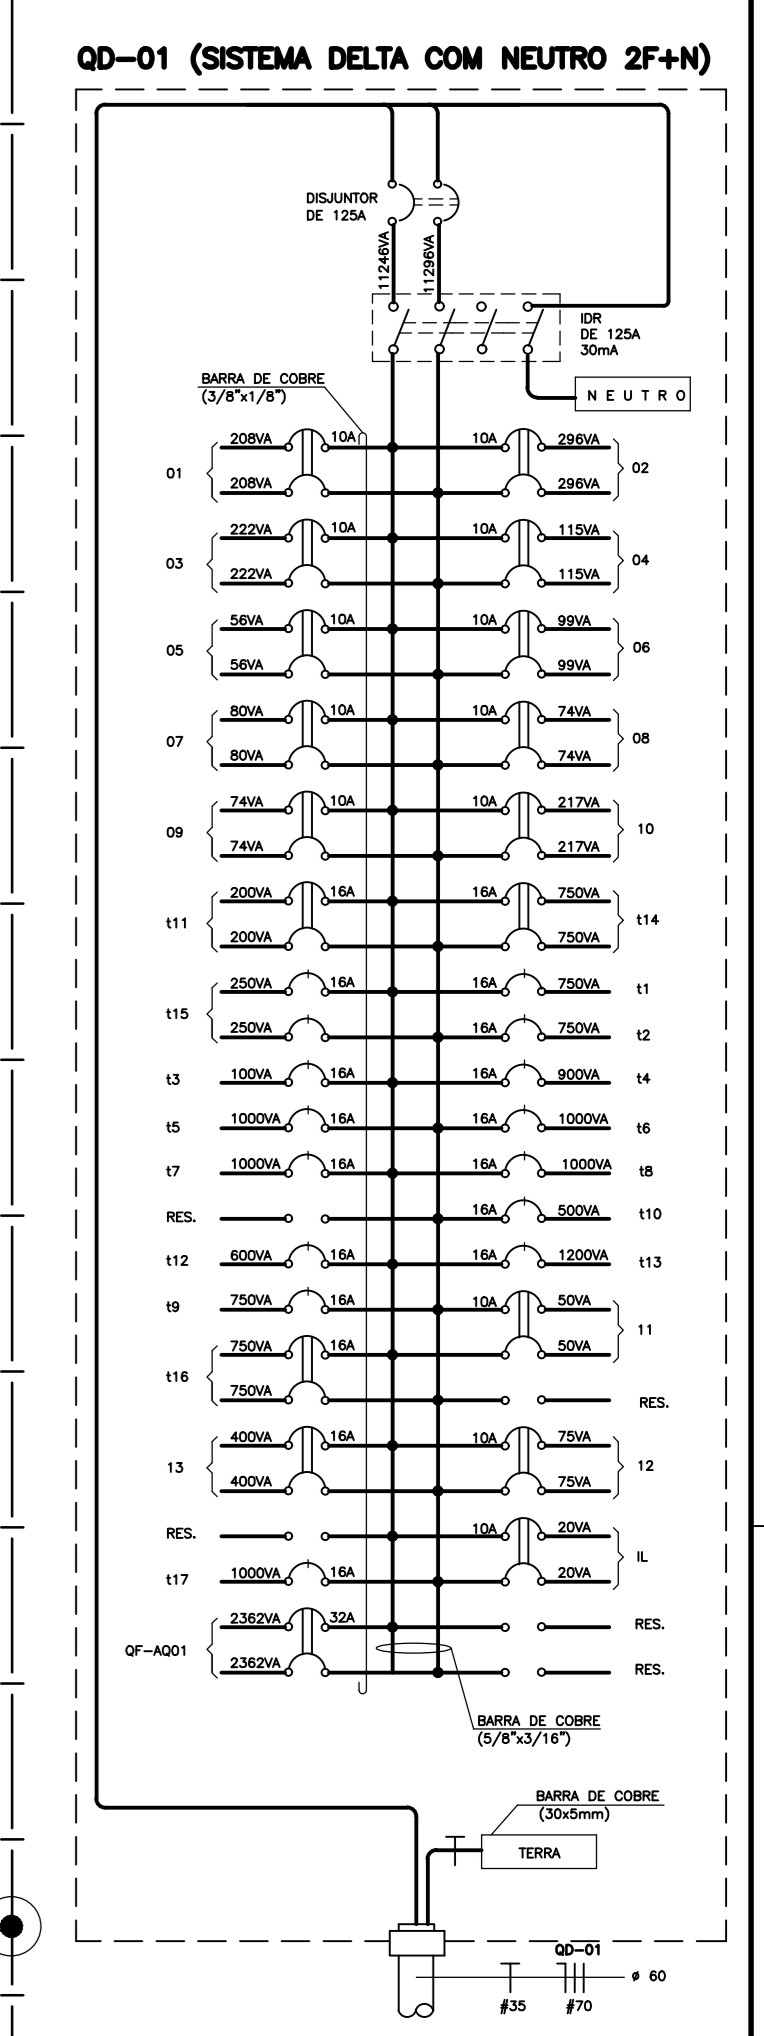 QD-01 (SISTEMA DELTA COM NEUTRO 2F+N)
DISJUNTOR
DE 125A
11246VA
11296VA
IDR
DE 125A
30mA
NEUTRO
BARRA DE COBRE
(3/8"x1/8")
01 208VA 10A 10A 296VA 02
208VA 296VA
03 222VA 10A 10A 115VA 04
222VA 115VA
05 56VA 10A 10A 99VA 06
56VA 99VA
07 80VA 10A 10A 74VA 08
80VA 74VA
09 74VA 10A 10A 217VA 10
74VA 217VA
t11 200VA 16A 16A 750VA t14
200VA 750VA
t15 250VA 16A 16A 750VA t1
250VA 16A 750VA t2
t3 100VA 16A 16A 900VA t4
t5 1000VA 16A 16A 1000VA t6
t7 1000VA 16A 16A 1000VA t8
RES. 16A 500VA t10
t12 600VA 16A 16A 1200VA t13
t9 750VA 16A 10A 50VA 11
750VA 16A 50VA
t16
750VA RES.
13 400VA 16A 10A 75VA 12
400VA 75VA
RES. 10A 20VA IL
t17 1000VA 16A 20VA
QF-AQ01 2362VA 32A RES.
2362VA RES.
BARRA DE COBRE
(5/8"x3/16")
BARRA DE COBRE
(30x5mm)
TERRA
QD-01
ø 60
#35 #70